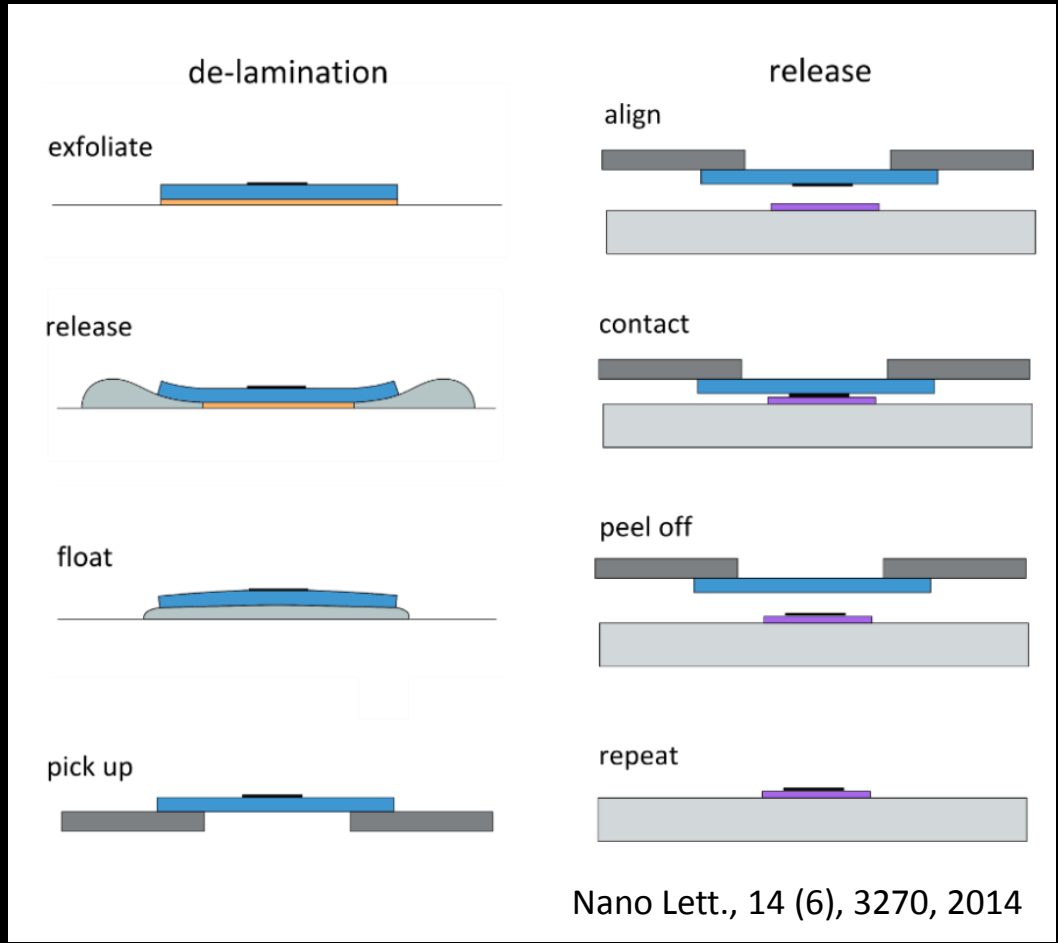 de-lamination
exfoliate
release
float
pick up
release
align
contact
peel off
repeat
Nano Lett., 14 (6), 3270, 2014